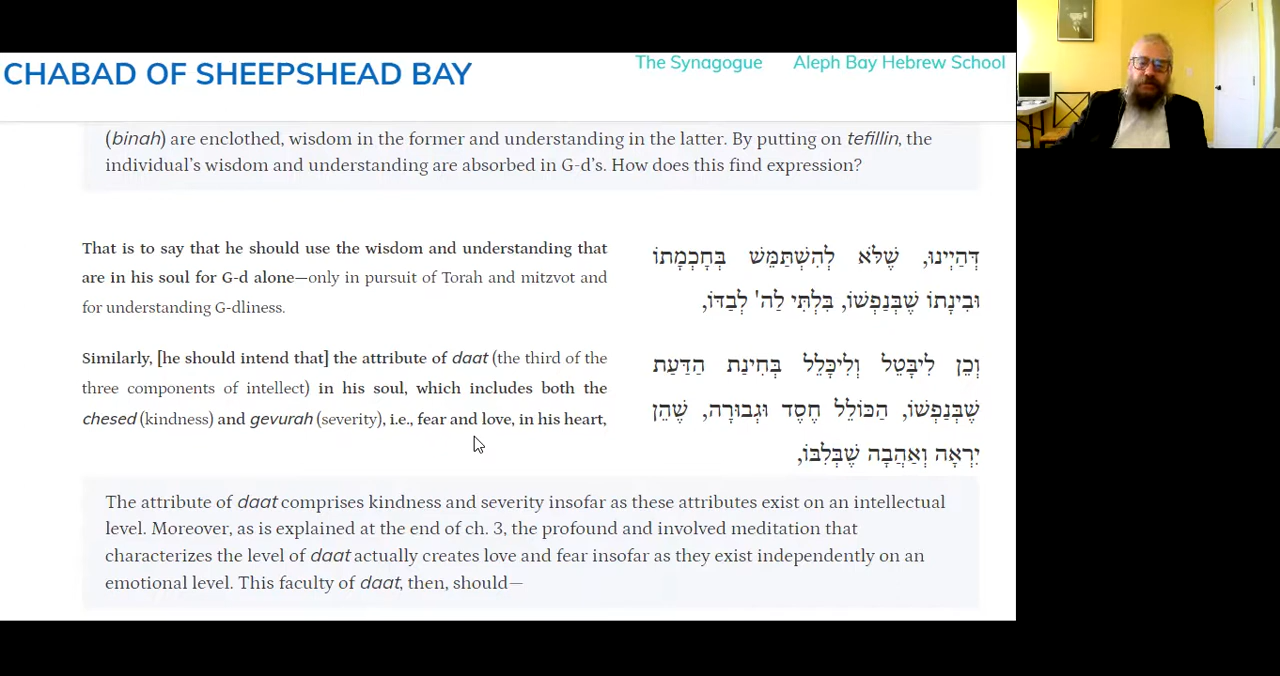 CHABAD OF SHEEPSHEAD BAY
The Synagogue Aleph Bay Hebrew School
(binah) are enclothed, wisdom in the former and understanding in the latter. By putting on tefillin, the
individual's wisdom and understanding are absorbed in G-d's. How does this find expression?
That is to say that he should use the wisdom and understanding that
are in his soul for G-d alone—only in pursuit of Torah and mitzvot and
for understanding G-dliness.
דְּהַיְינוּ, שֶׁלֹּא לְהִשְׁתַּמֵּשׁ בְּחָכְמָתוֹ
וּבִינָתוֹ שֶׁבְּנַפְשׁוֹ, בִּלְתִּי לַה' לְבַדּוֹ,
Similarly, [he should intend that] the attribute of daat (the third of the
three components of intellect) in his soul, which includes both the
chesed (kindness) and gevurah (severity), i.e., fear and love, in his heart,
וְכֵן לִיבָּטֵל וְלִיכָּלֵל בְּחִינַת הַדַּעַת
שֶׁבְּנַפְשׁוֹ, הַכּוֹלֵל חֶסֶד וּגְבוּרָה, שֶׁהֵן
יִרְאָה וְאַהֲבָה שֶׁבְּלִבּוֹ,
The attribute of daat comprises kindness and severity insofar as these attributes exist on an intellectual
level. Moreover, as is explained at the end of ch. 3, the profound and involved meditation that
characterizes the level of daat actually creates love and fear insofar as they exist independently on an
emotional level. This faculty of daat, then, should—